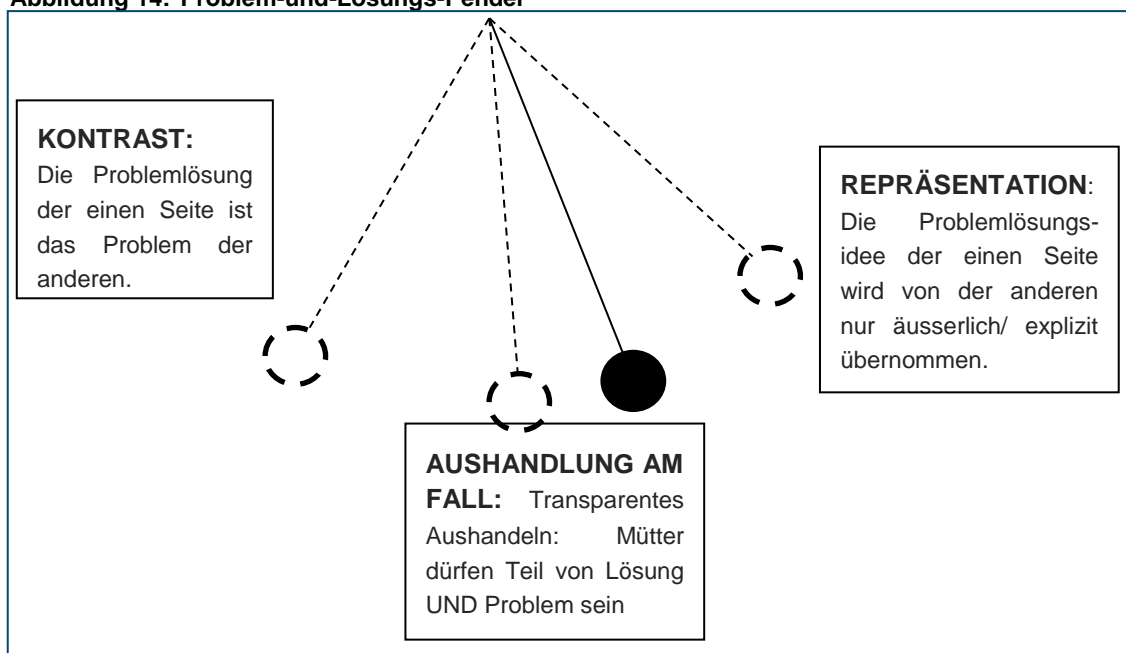 Abbildung 14: Problem-und-Lösungs-Pendel
KONTRAST:
Die Problemlösung
der einen Seite ist
das Problem der
anderen.
REPRÄSENTATION:
Die Problemlösungs-
idee der einen Seite
wird von der anderen
nur äusserlich/ explizit
übernommen.
AUSHANDLUNG AM
FALL: Transparentes
Aushandeln: Mütter
dürfen Teil von Lösung
UND Problem sein